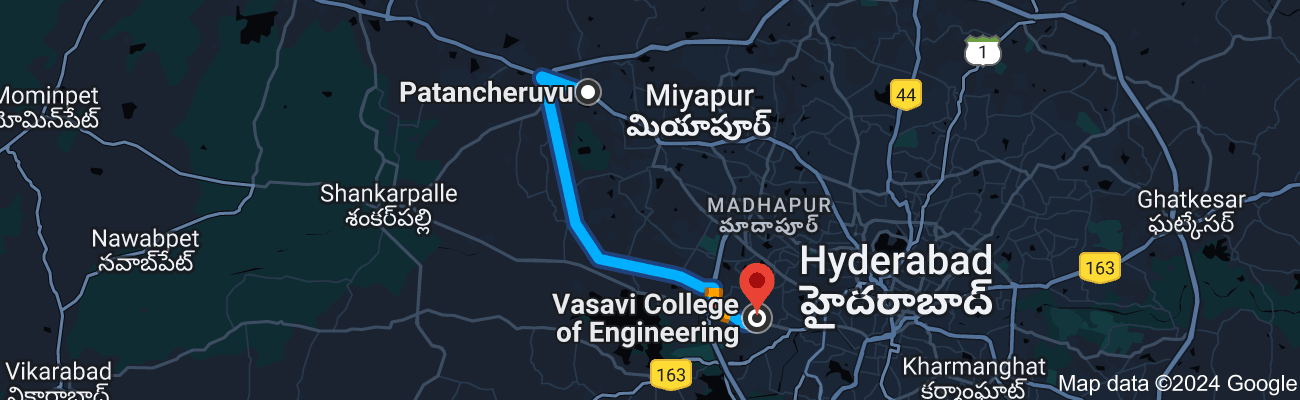 44
1
Patancheruvu
Miyapur
మియాపూర్
Mominpet
మోమిన్‌పేట్
Shankarpalle
శంకర్‌పల్లి
MADHAPUR
మాదాపూర్
Ghatkesar
ఘట్కేసర్
Nawabpet
నవాబ్‌పేట్
Hyderabad
హైదరాబాద్
163
Vasavi College
of Engineering
163
Vikarabad
వికారాబాద్
Kharmanghat
కర్మాంఘాట్
Map data ©2024 Google